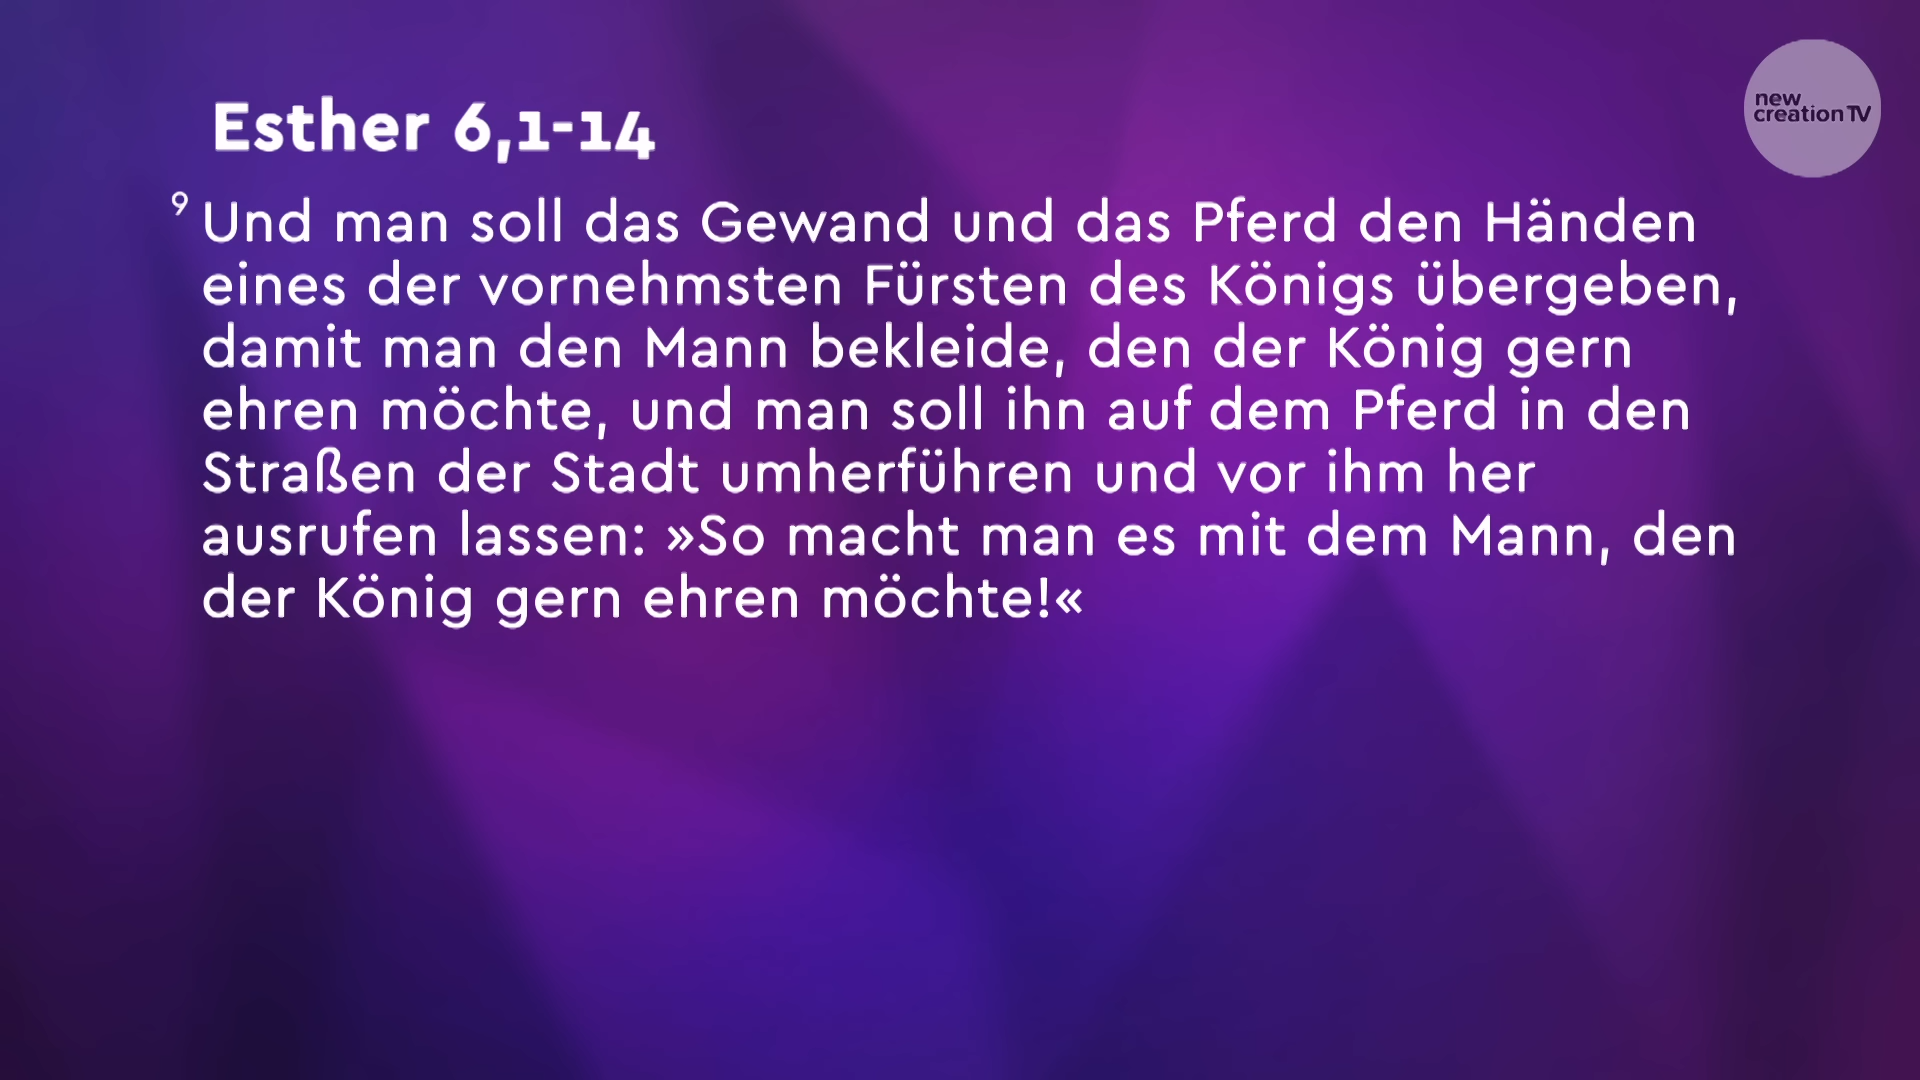 new
creationTV
Esther 6,1-14
9 Und man soll das Gewand und das Pferd den Händen
eines der vornehmsten Fürsten des Königs übergeben,
damit man den Mann bekleide, den der König gern
ehren möchte, und man soll ihn auf dem Pferd in den
Straßen der Stadt umherführen und vor ihm her
ausrufen lassen: »So macht man es mit dem Mann, den
der König gern ehren möchte!«